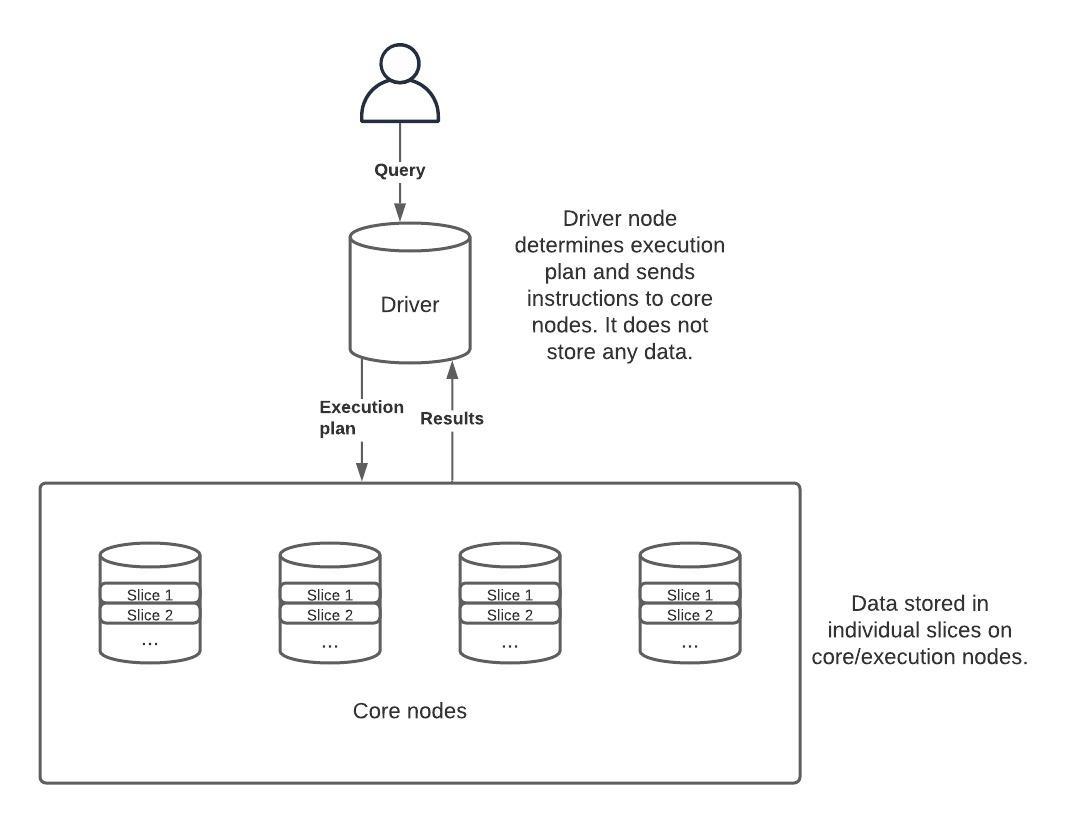 Query
Driver node
determines execution
plan and sends
instructions to core
nodes. It does not
store any data.
Driver
Execution
plan
Results
Slice 1
Slice 2
...
Slice 1
Slice 2
...
Slice 1
Slice 2
...
Slice 1
Slice 2
...
Data stored in
individual slices on
core/execution nodes.
Core nodes